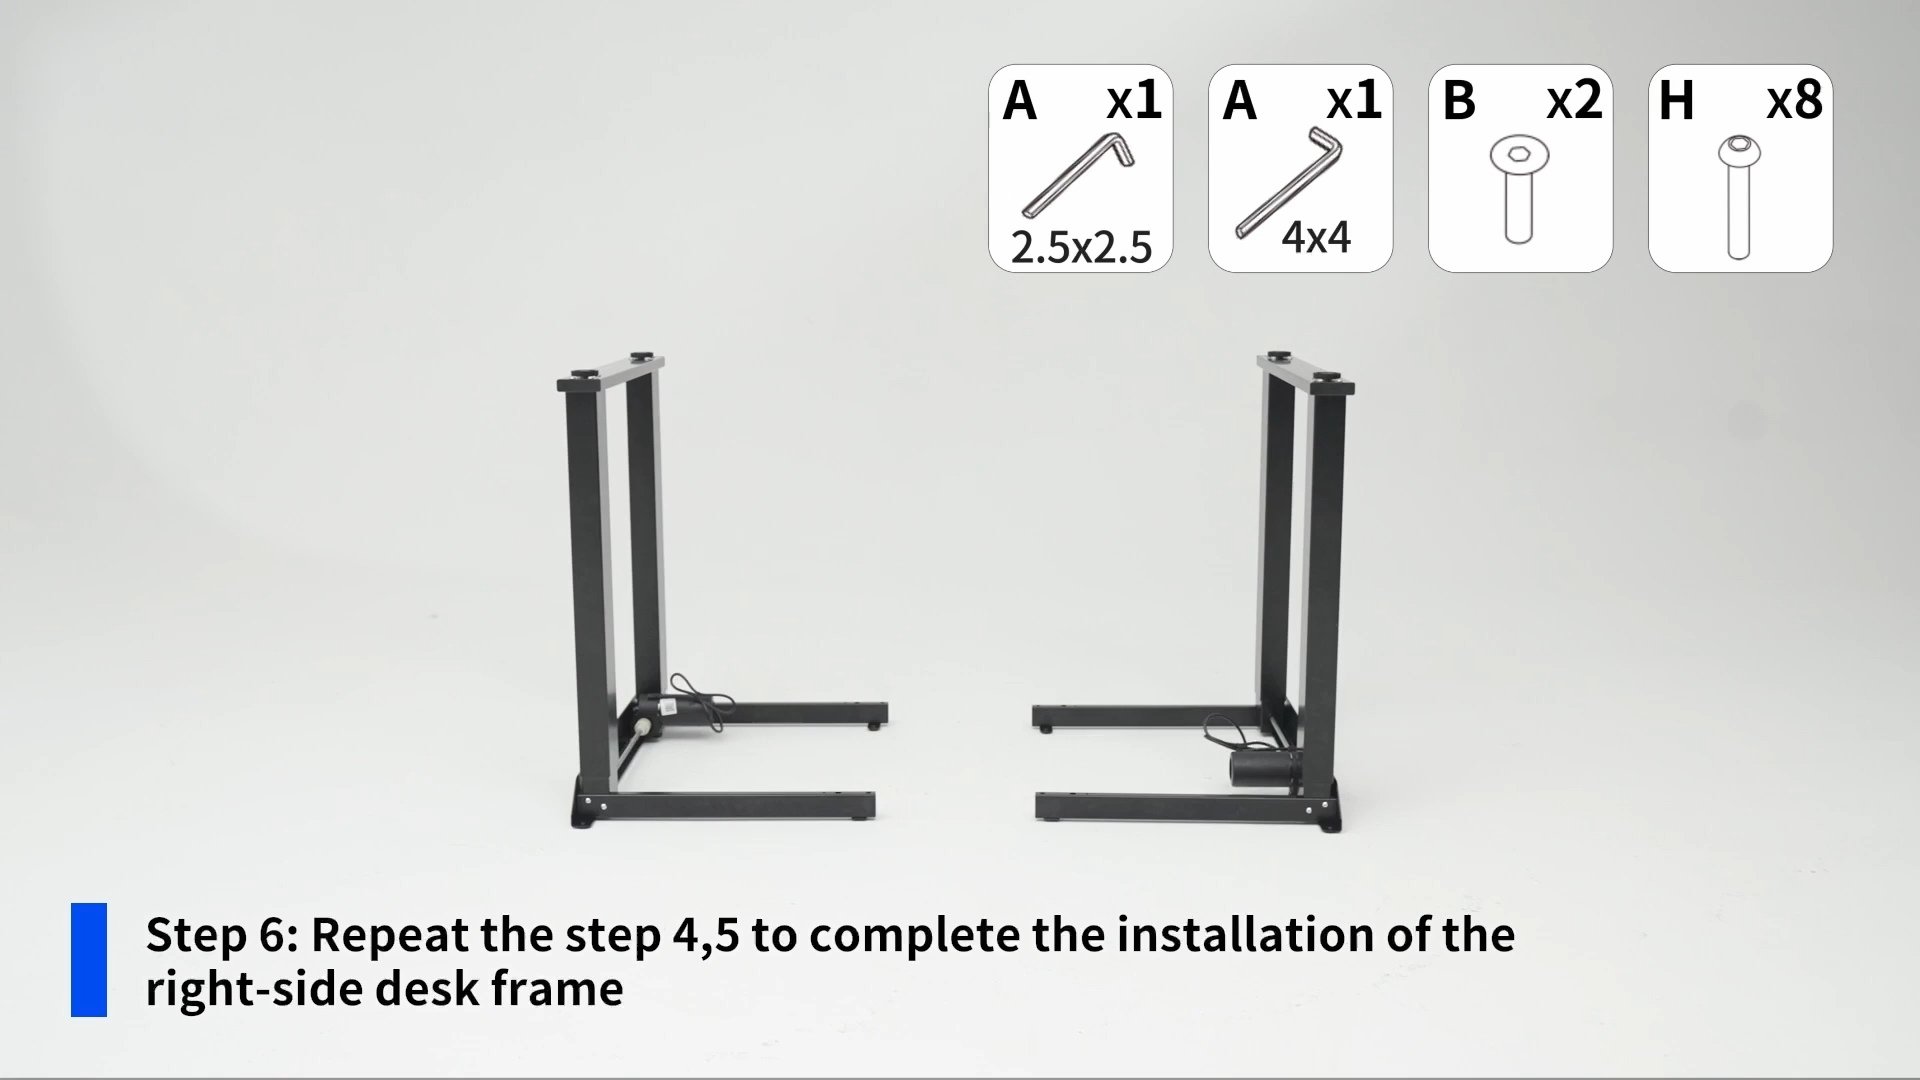 A x1
A x1
B x2
H x8
2.5x2.5
4x4
Step 6: Repeat the step 4,5 to complete the installation of the
right-side desk frame